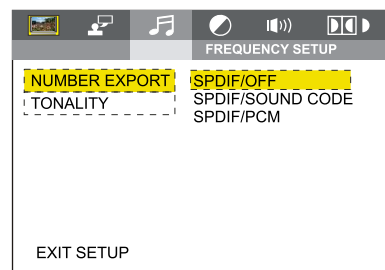 FREQUENCY SETUP
NUMBER EXPORT
SPDIF/OFF
TONALITY
SPDIF/SOUND CODE
SPDIF/PCM
EXIT SETUP